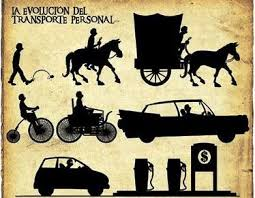 LA EVOLUCION DEL
TRANSPORTE PERSONAL...
$